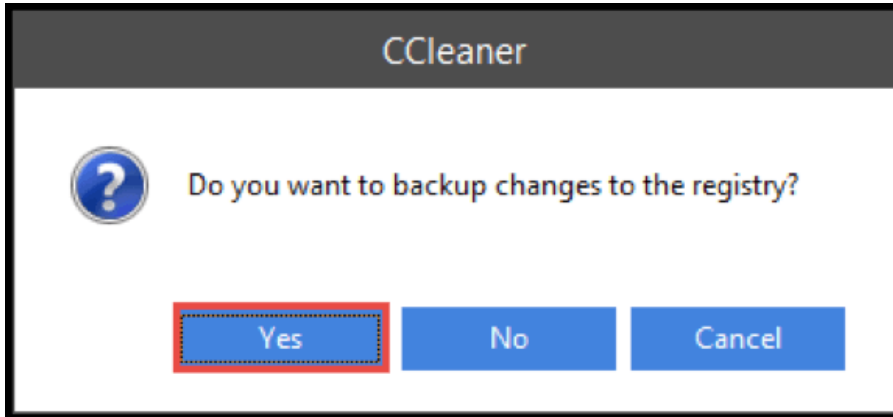 CCleaner
Do you want to backup changes to the registry?
Yes
No
Cancel